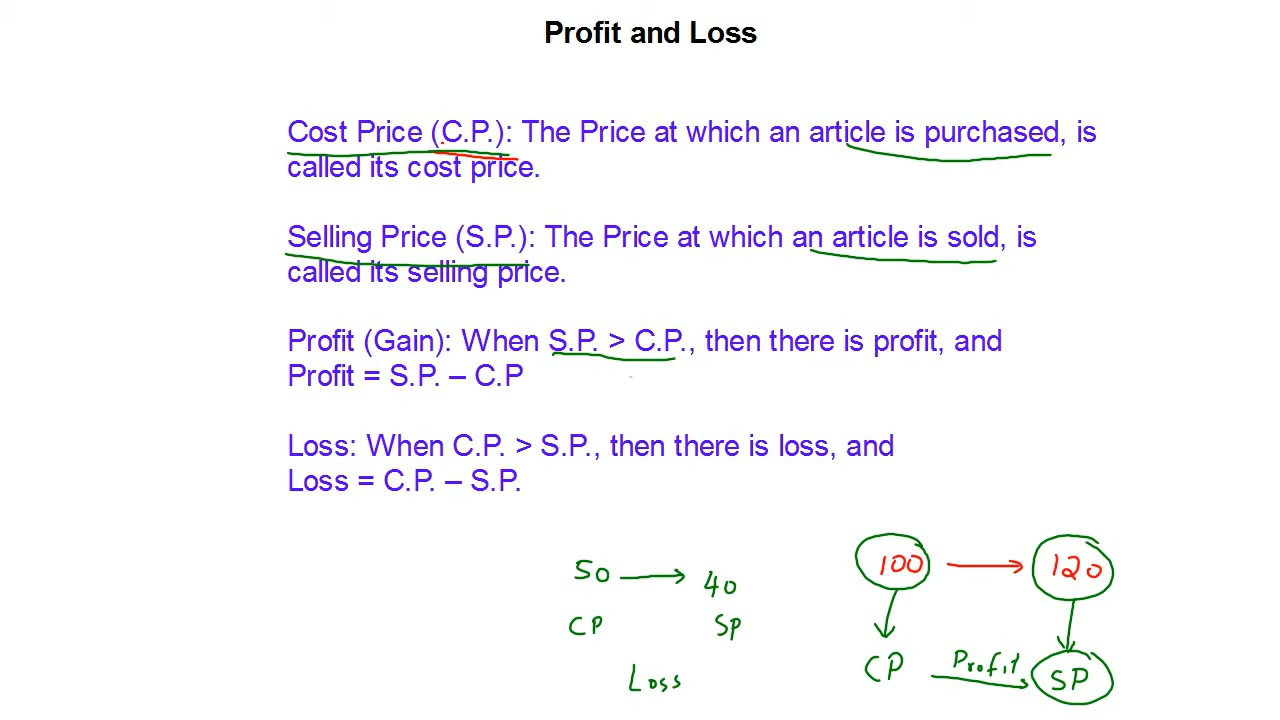 Profit and Loss
Cost Price (C.P.): The Price at which an article is purchased, is
called its cost price.
Selling Price (S.P.): The Price at which an article is sold, is
called its selling price.
Profit (Gain): When S.P. > C.P., then there is profit, and
Profit = S.P. – C.P
Loss: When C.P. > S.P., then there is loss, and
Loss = C.P. – S.P.
50 → 40
CP SP
Loss
100 → 120
CP Profit SP